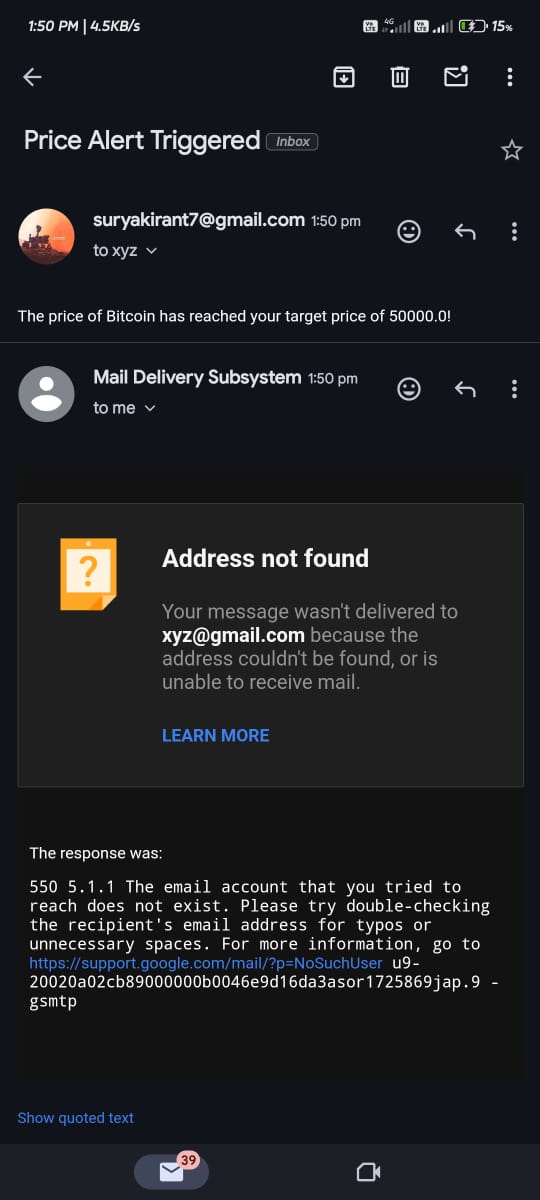 1:50 PM | 4.5KB/s
Vo LTE 4G Vo LTE 15%
Price Alert Triggered Inbox
suryakirant7@gmail.com 1:50 pm
to xyz
The price of Bitcoin has reached your target price of 50000.0!
Mail Delivery Subsystem 1:50 pm
to me
?
Address not found
Your message wasn't delivered to
xyz@gmail.com because the
address couldn't be found, or is
unable to receive mail.
LEARN MORE
The response was:
550 5.1.1 The email account that you tried to
reach does not exist. Please try double-checking
the recipient's email address for typos or
unnecessary spaces. For more information, go to
https://support.google.com/mail/?p=NoSuchUser u9-
20020a02cb89000000b0046e9d16da3asor1725869jap.9 -
gsmtp
Show quoted text
39